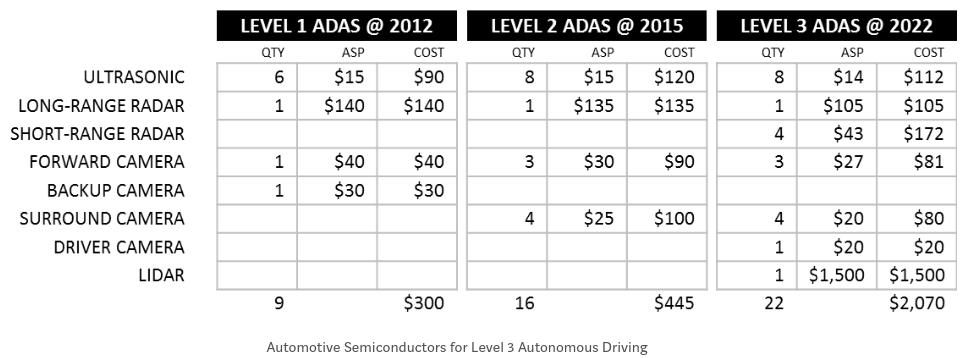 LEVEL 1 ADAS @ 2012 LEVEL 2 ADAS @ 2015 LEVEL 3 ADAS @ 2022
QTY ASP COST QTY ASP COST QTY ASP COST
ULTRASONIC 6 $15 $90 8 $15 $120 8 $14 $112
LONG-RANGE RADAR 1 $140 $140 1 $135 $135 1 $105 $105
SHORT-RANGE RADAR 4 $43 $172
FORWARD CAMERA 1 $40 $40 3 $30 $90 3 $27 $81
BACKUP CAMERA 1 $30 $30
SURROUND CAMERA 4 $25 $100 4 $20 $80
DRIVER CAMERA 1 $20 $20
LIDAR 1 $1,500 $1,500
9 $300 16 $445 22 $2,070
Automotive Semiconductors for Level 3 Autonomous Driving